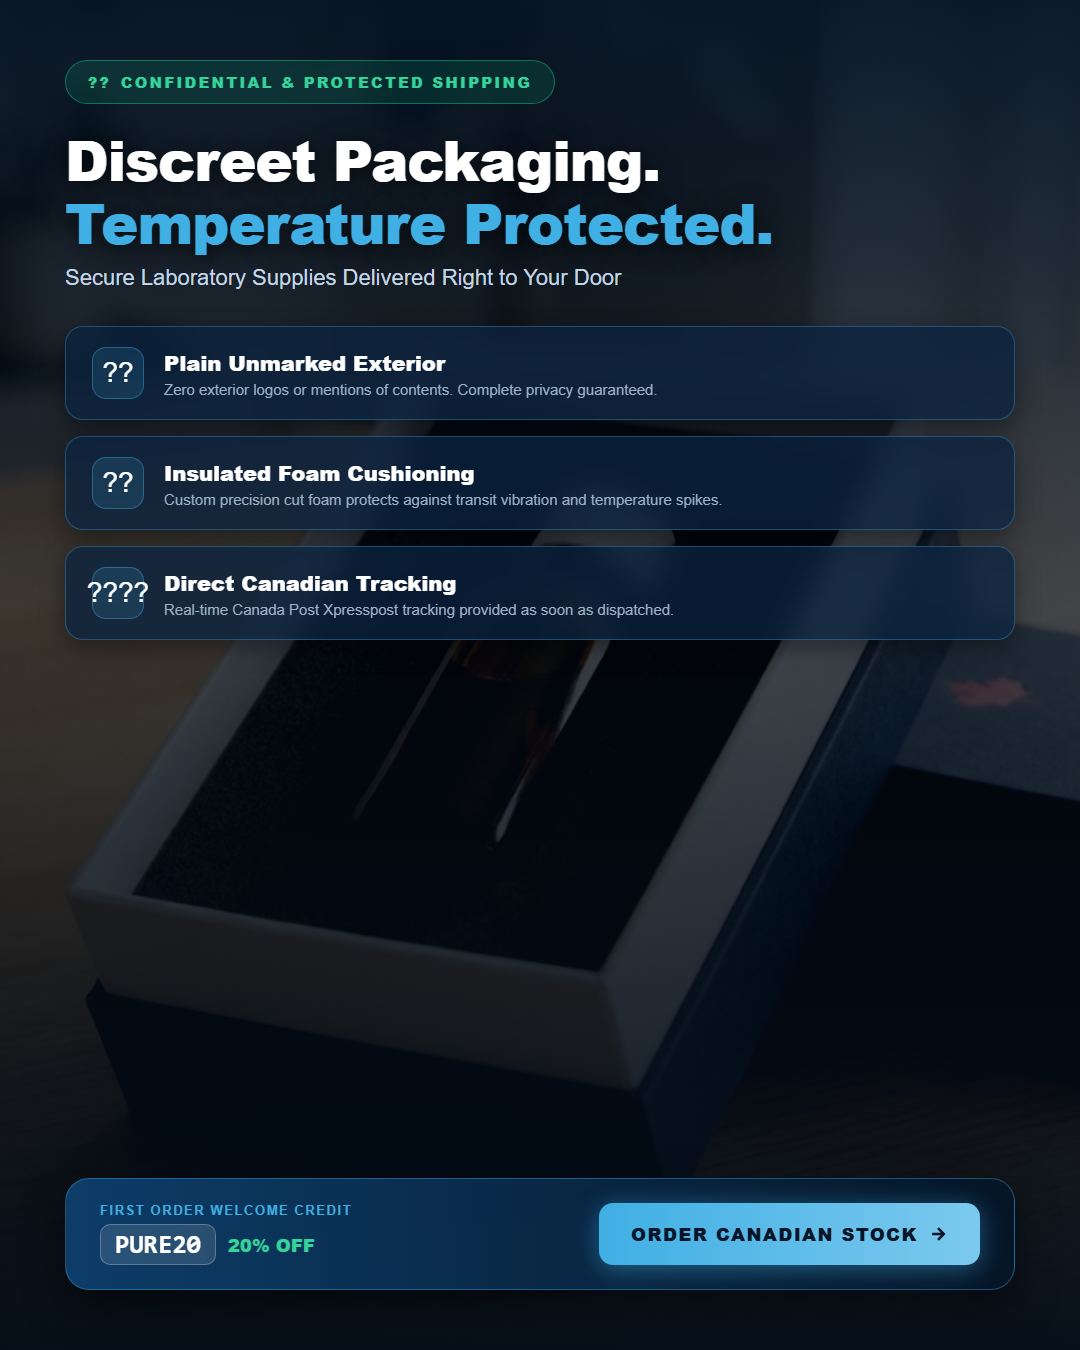 ?? CONFIDENTIAL & PROTECTED SHIPPING
Discreet Packaging.
Temperature Protected.
Secure Laboratory Supplies Delivered Right to Your Door
??
Plain Unmarked Exterior
Zero exterior logos or mentions of contents. Complete privacy guaranteed.
??
Insulated Foam Cushioning
Custom precision cut foam protects against transit vibration and temperature spikes.
????
Direct Canadian Tracking
Real-time Canada Post Xpresspost tracking provided as soon as dispatched.
FIRST ORDER WELCOME CREDIT
PURE20 20% OFF
ORDER CANADIAN STOCK →